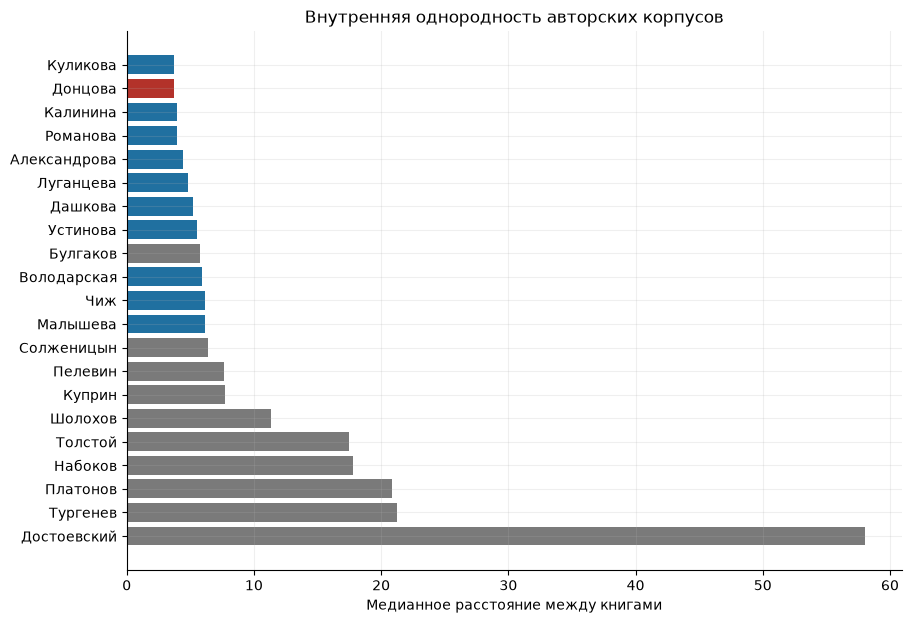 Внутренняя однородность авторских корпусов
Куликова
Донцова
Калинина
Романова
Александрова
Луганцева
Дашкова
Устинова
Булгаков
Володарская
Чиж
Малышева
Солженицын
Пелевин
Куприн
Шолохов
Толстой
Набоков
Платонов
Тургенев
Достоевский
0 10 20 30 40 50 60
Медианное расстояние между книгами